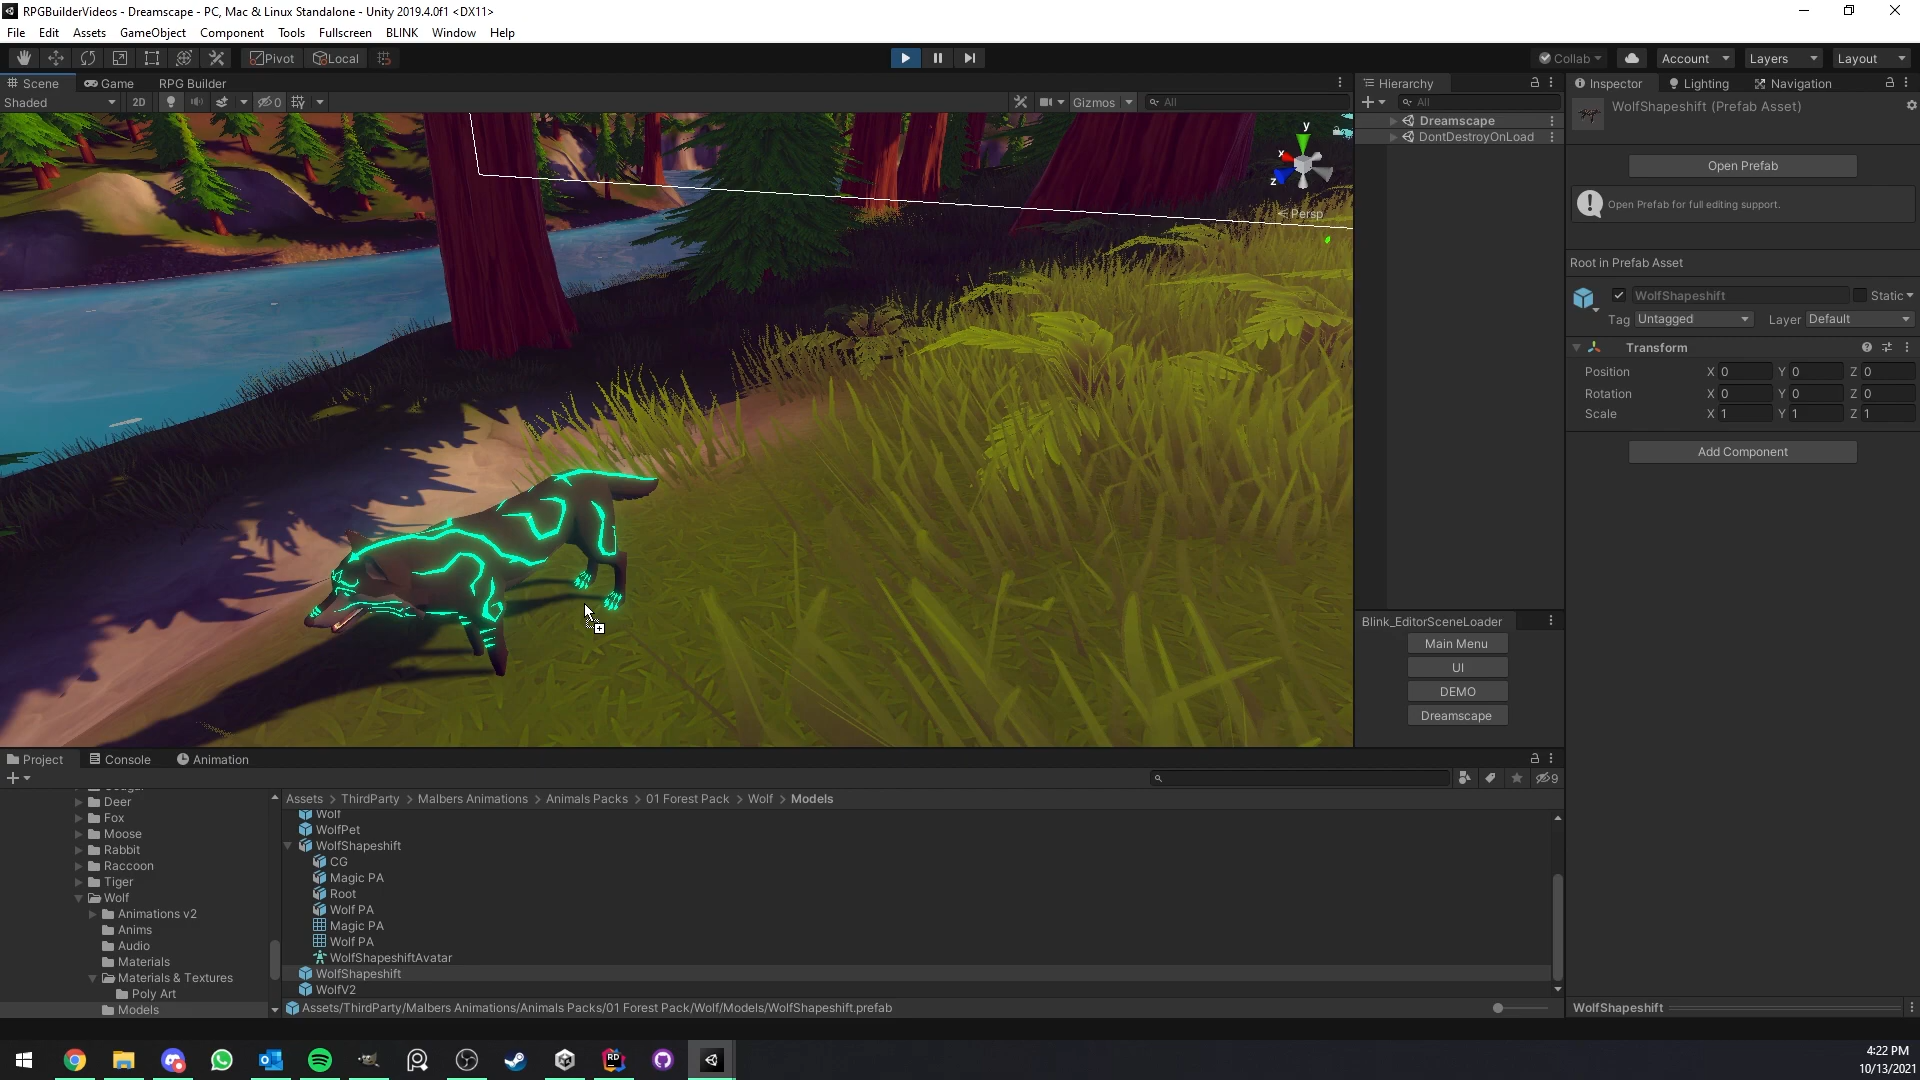 RPGBuilderVideos - Dreamscape - PC, Mac & Linux Standalone - Unity 2019.4.0f1 <DX11>
File Edit Assets GameObject Component Tools Fullscreen BLINK Window Help
Pivot Local Collab Account Layers Layout
Scene Game RPG Builder Hierarchy Inspector Lighting Navigation
Shaded 2D 0 Gizmos All All
WolfShapeshift (Prefab Asset)
Dreamscape
DontDestroyOnLoad
y
x
z
Persp
Open Prefab
Open Prefab for full editing support.
Root in Prefab Asset
WolfShapeshift Static
Tag Untagged Layer Default
Transform
Position X 0 Y 0 Z 0
Rotation X 0 Y 0 Z 0
Scale X 1 Y 1 Z 1
Add Component
Blink_EditorSceneLoader
Main Menu
UI
DEMO
Dreamscape
Project Console Animation
9
Deer
Fox
Moose
Rabbit
Raccoon
Tiger
Wolf
Animations v2
Anims
Audio
Materials
Materials & Textures
Poly Art
Models
Assets > ThirdParty > Malbers Animations > Animals Packs > 01 Forest Pack > Wolf > Models
Wolf
WolfPet
WolfShapeshift
CG
Magic PA
Root
Wolf PA
Magic PA
Wolf PA
WolfShapeshiftAvatar
WolfShapeshift
WolfV2
Assets/ThirdParty/Malbers Animations/Animals Packs/01 Forest Pack/Wolf/Models/WolfShapeshift.prefab
WolfShapeshift
RD
4:22 PM
10/13/2021